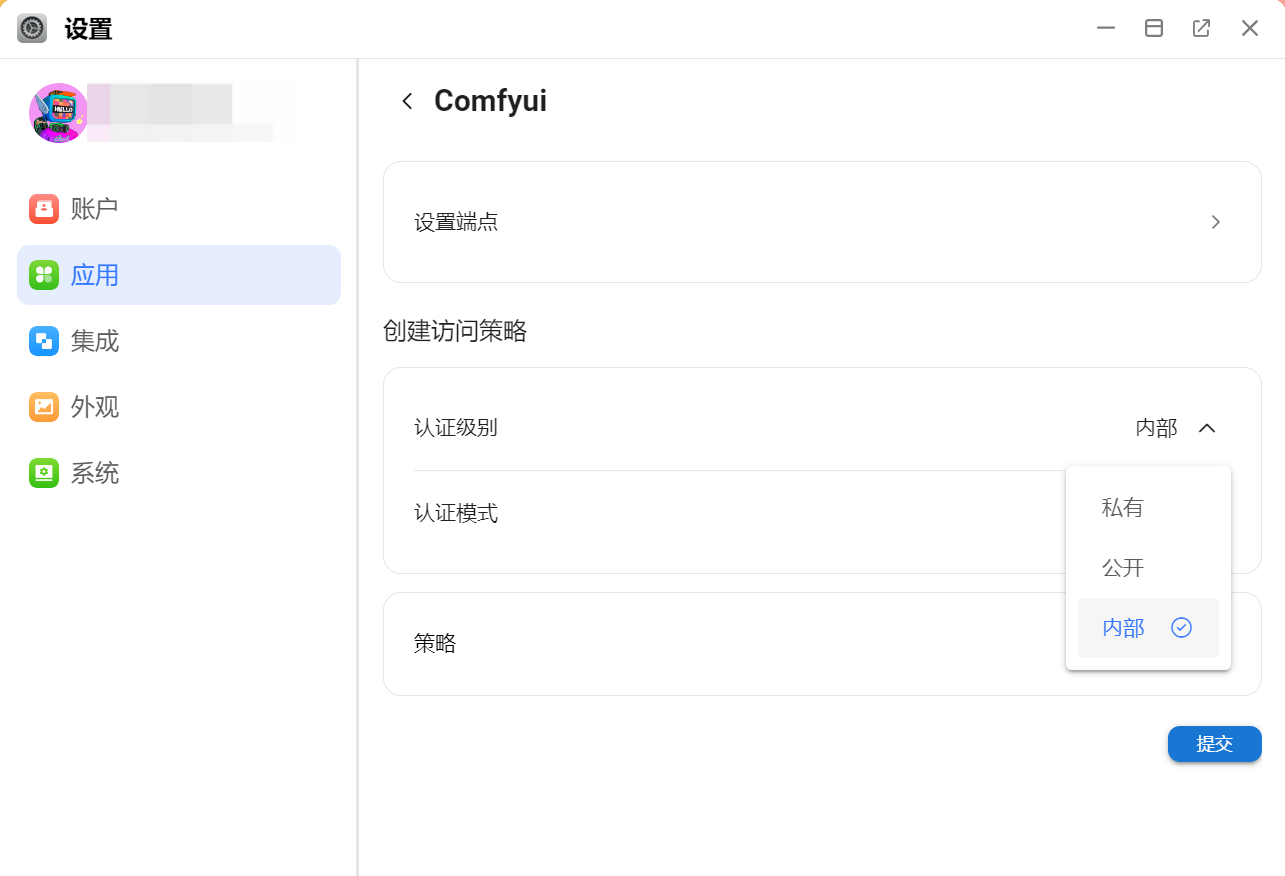 设置
账户
应用
集成
外观
系统
Comfyui
设置端点
创建访问策略
认证级别
内部
认证模式
私有
公开
内部
策略
提交
HELLO